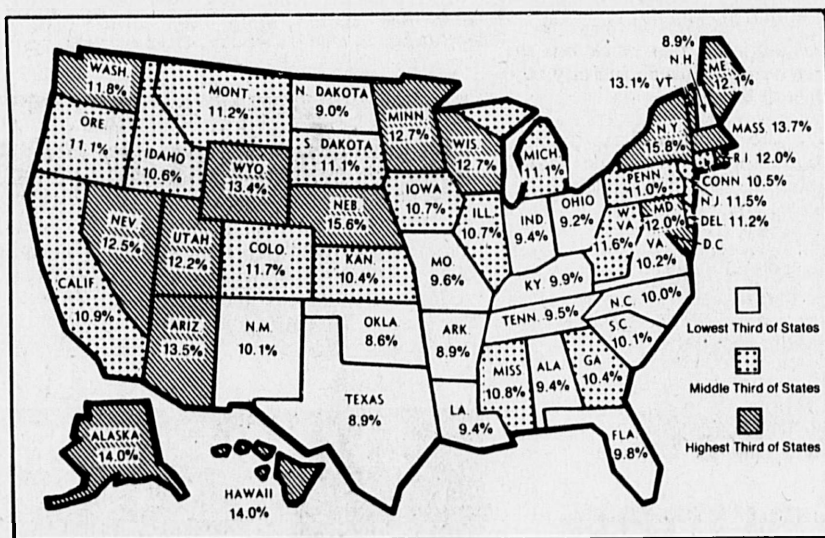 8.9%
N.H.
13.1% VT.
ME.
12.1%
WASH.
11.8%
MONT.
11.2%
N. DAKOTA
9.0%
MINN.
12.7%
WIS.
12.7%
MICH.
11.1%
N.Y.
15.8%
MASS. 13.7%
R.I. 12.0%
CONN. 10.5%
N.J. 11.5%
DEL 11.2%
D.C.
ORE.
11.1%
IDAHO
10.6%
WYO.
13.4%
S. DAKOTA
11.1%
IOWA
10.7%
NEB.
15.6%
ILL.
10.7%
IND
9.4%
OHIO
9.2%
PENN.
11.0%
MD.
12.0%
W.
VA
11.6%
VA.
10.2%
NEV.
12.5%
UTAH
12.2%
COLO.
11.7%
KAN.
10.4%
MO.
9.6%
KY. 9.9%
CALIF.
10.9%
ARIZ
13.5%
N.M.
10.1%
OKLA
8.6%
ARK.
8.9%
TENN. 9.5%
N.C. 10.0%
S.C.
10.1%
TEXAS
8.9%
LA.
9.4%
MISS
10.8%
ALA
9.4%
GA
10.4%
FLA.
9.8%
ALASKA
14.0%
HAWAII
14.0%
Lowest Third of States
Middle Third of States
Highest Third of States